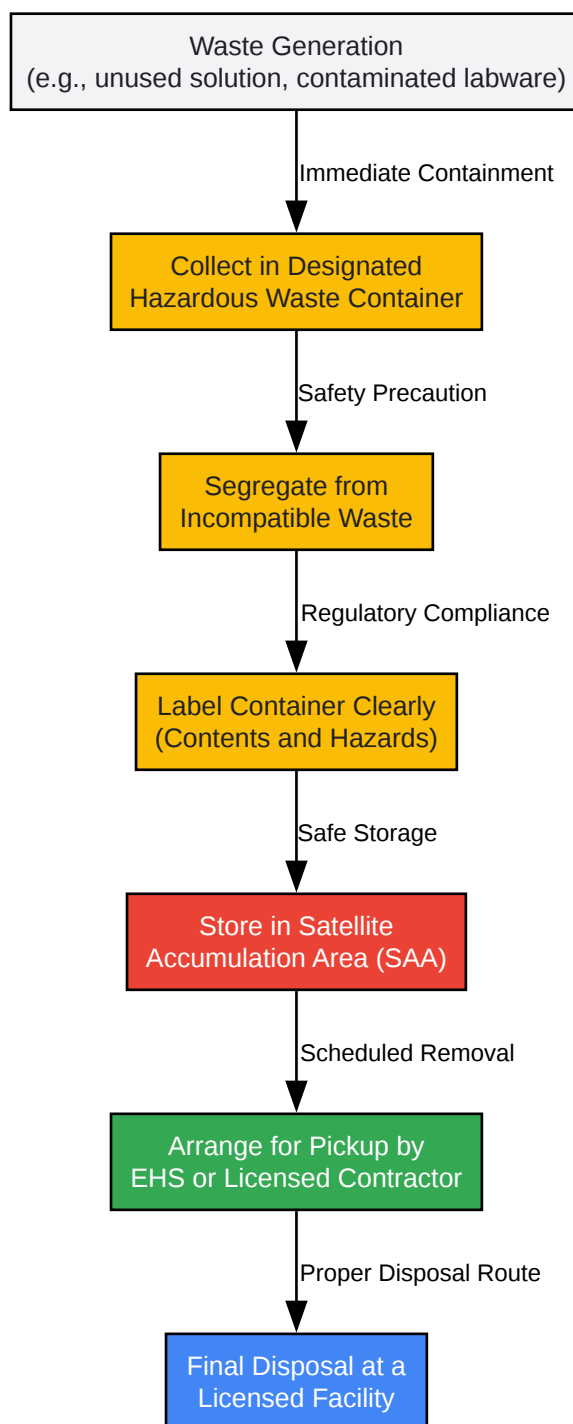 Waste Generation
(e.g., unused solution, contaminated labware)
Immediate Containment
Collect in Designated
Hazardous Waste Container
Safety Precaution
Segregate from
Incompatible Waste
Regulatory Compliance
Label Container Clearly
(Contents and Hazards)
Safe Storage
Store in Satellite
Accumulation Area (SAA)
Scheduled Removal
Arrange for Pickup by
EHS or Licensed Contractor
Proper Disposal Route
Final Disposal at a
Licensed Facility